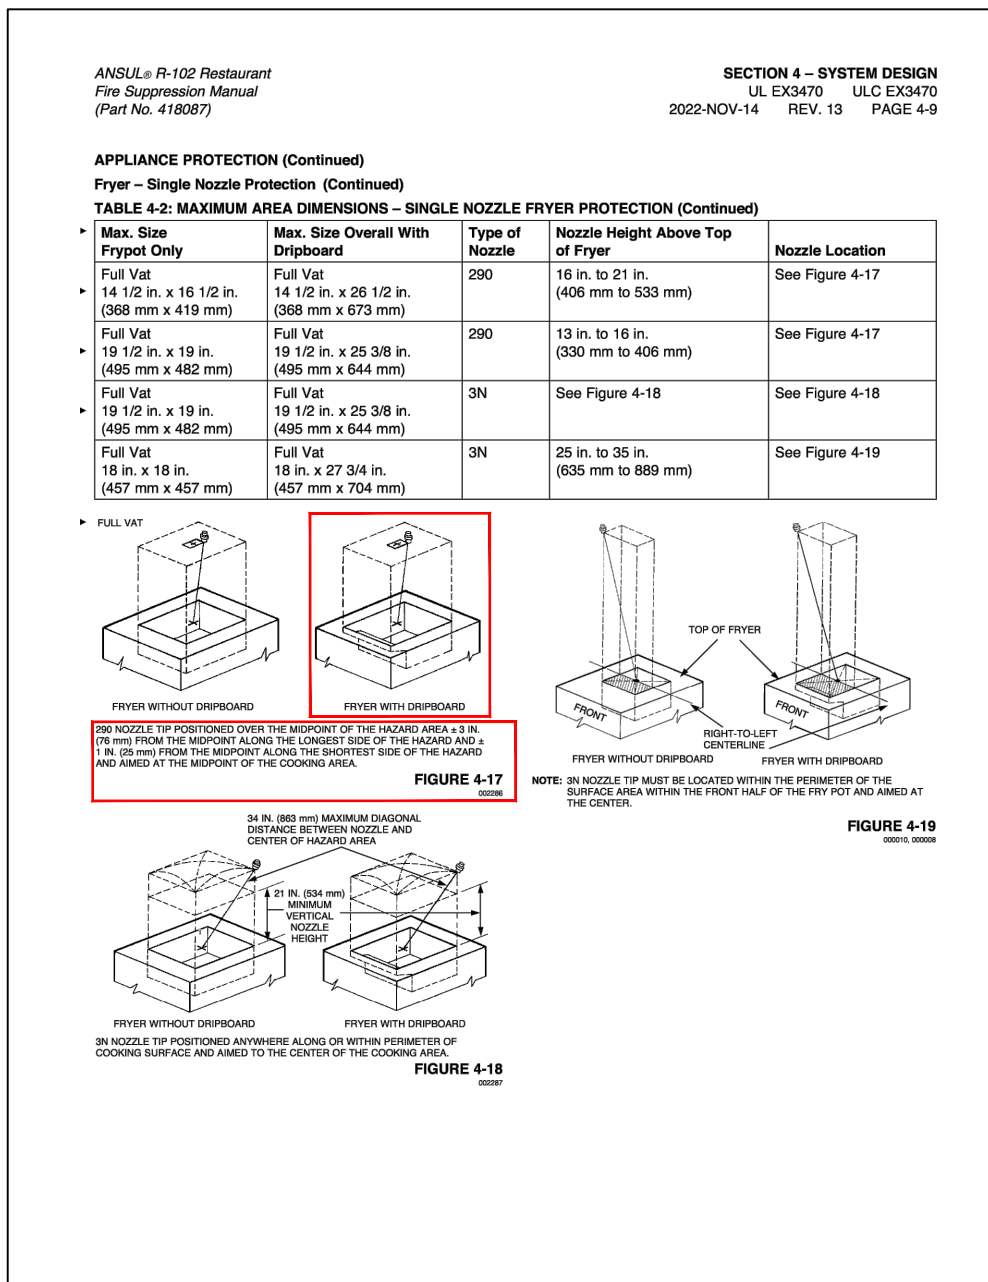 ANSUL® R-102 Restaurant
Fire Suppression Manual
(Part No. 418087)
SECTION 4 – SYSTEM DESIGN
UL EX3470 ULC EX3470
2022-NOV-14 REV. 13 PAGE 4-9
APPLIANCE PROTECTION (Continued)
Fryer – Single Nozzle Protection (Continued)
TABLE 4-2: MAXIMUM AREA DIMENSIONS – SINGLE NOZZLE FRYER PROTECTION (Continued)
Max. Size Max. Size Overall With Type of Nozzle Height Above Top
Frypot Only Dripboard Nozzle of Fryer Nozzle Location
Full Vat Full Vat 290 16 in. to 21 in. See Figure 4-17
14 1/2 in. x 16 1/2 in. 14 1/2 in. x 26 1/2 in. (406 mm to 533 mm)
(368 mm x 419 mm) (368 mm x 673 mm)
Full Vat Full Vat 290 13 in. to 16 in. See Figure 4-17
19 1/2 in. x 19 in. 19 1/2 in. x 25 3/8 in. (330 mm to 406 mm)
(495 mm x 482 mm) (495 mm x 644 mm)
Full Vat Full Vat 3N See Figure 4-18 See Figure 4-18
19 1/2 in. x 19 in. 19 1/2 in. x 25 3/8 in.
(495 mm x 482 mm) (495 mm x 644 mm)
Full Vat Full Vat 3N 25 in. to 35 in. See Figure 4-19
18 in. x 18 in. 18 in. x 27 3/4 in. (635 mm to 889 mm)
(457 mm x 457 mm) (457 mm x 704 mm)
FULL VAT
FRYER WITHOUT DRIPBOARD
FRYER WITH DRIPBOARD
290 NOZZLE TIP POSITIONED OVER THE MIDPOINT OF THE HAZARD AREA ± 3 IN.
(76 mm) FROM THE MIDPOINT ALONG THE LONGEST SIDE OF THE HAZARD AND ±
1 IN. (25 mm) FROM THE MIDPOINT ALONG THE SHORTEST SIDE OF THE HAZARD
AND AIMED AT THE MIDPOINT OF THE COOKING AREA.
FIGURE 4-17
002286
34 IN. (863 mm) MAXIMUM DIAGONAL
DISTANCE BETWEEN NOZZLE AND
CENTER OF HAZARD AREA
21 IN. (534 mm)
MINIMUM
VERTICAL
NOZZLE
HEIGHT
FRYER WITHOUT DRIPBOARD
FRYER WITH DRIPBOARD
3N NOZZLE TIP POSITIONED ANYWHERE ALONG OR WITHIN PERIMETER OF
COOKING SURFACE AND AIMED TO THE CENTER OF THE COOKING AREA.
FIGURE 4-18
002287
TOP OF FRYER
FRONT
FRONT
RIGHT-TO-LEFT
CENTERLINE
FRYER WITHOUT DRIPBOARD
FRYER WITH DRIPBOARD
NOTE: 3N NOZZLE TIP MUST BE LOCATED WITHIN THE PERIMETER OF THE
SURFACE AREA WITHIN THE FRONT HALF OF THE FRY POT AND AIMED AT
THE CENTER.
FIGURE 4-19
000010, 000008